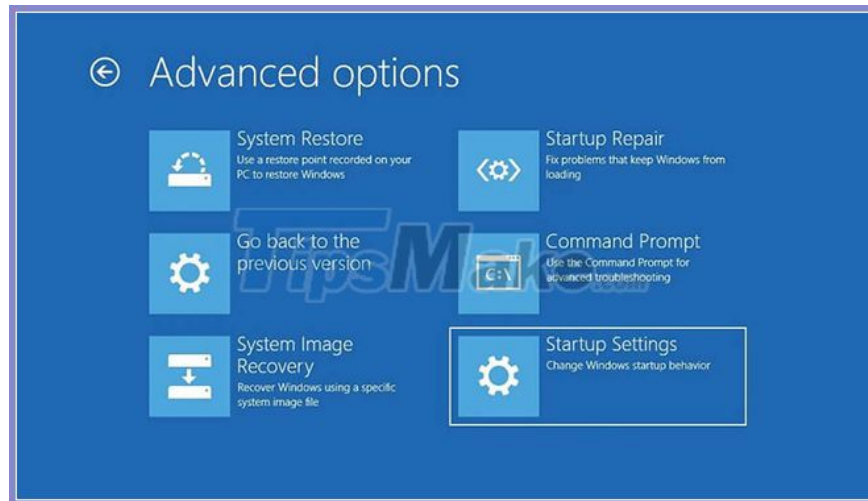 Advanced options
System Restore
Use a restore point recorded on your
PC to restore Windows
Startup Repair
Fix problems that keep Windows from
loading
Go back to the
previous version
Command Prompt
Use the Command Prompt for
advanced troubleshooting
C:\
System Image
Recovery
Recover Windows using a specific
system image file
Startup Settings
Change Windows startup behavior
TipsMake.com